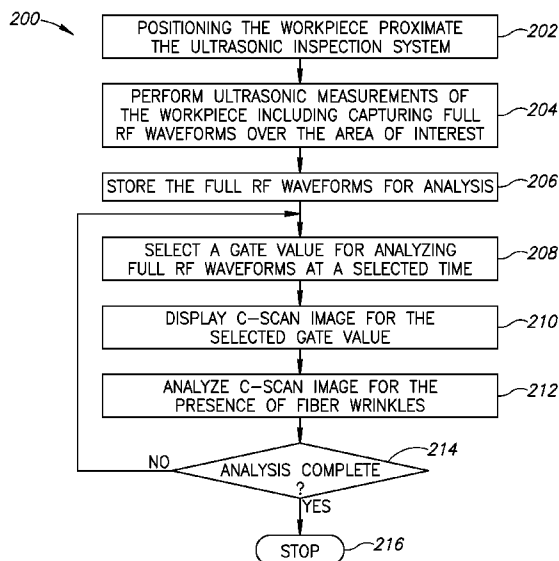 200
POSITIONING THE WORKPIECE PROXIMATE
THE ULTRASONIC INSPECTION SYSTEM
202
PERFORM ULTRASONIC MEASUREMENTS OF
THE WORKPIECE INCLUDING CAPTURING FULL
RF WAVEFORMS OVER THE AREA OF INTEREST
204
STORE THE FULL RF WAVEFORMS FOR ANALYSIS
206
SELECT A GATE VALUE FOR ANALYZING
FULL RF WAVEFORMS AT A SELECTED TIME
208
DISPLAY C-SCAN IMAGE FOR THE
SELECTED GATE VALUE
210
ANALYZE C-SCAN IMAGE FOR THE
PRESENCE OF FIBER WRINKLES
212
214
NO
ANALYSIS COMPLETE
?
YES
STOP
216